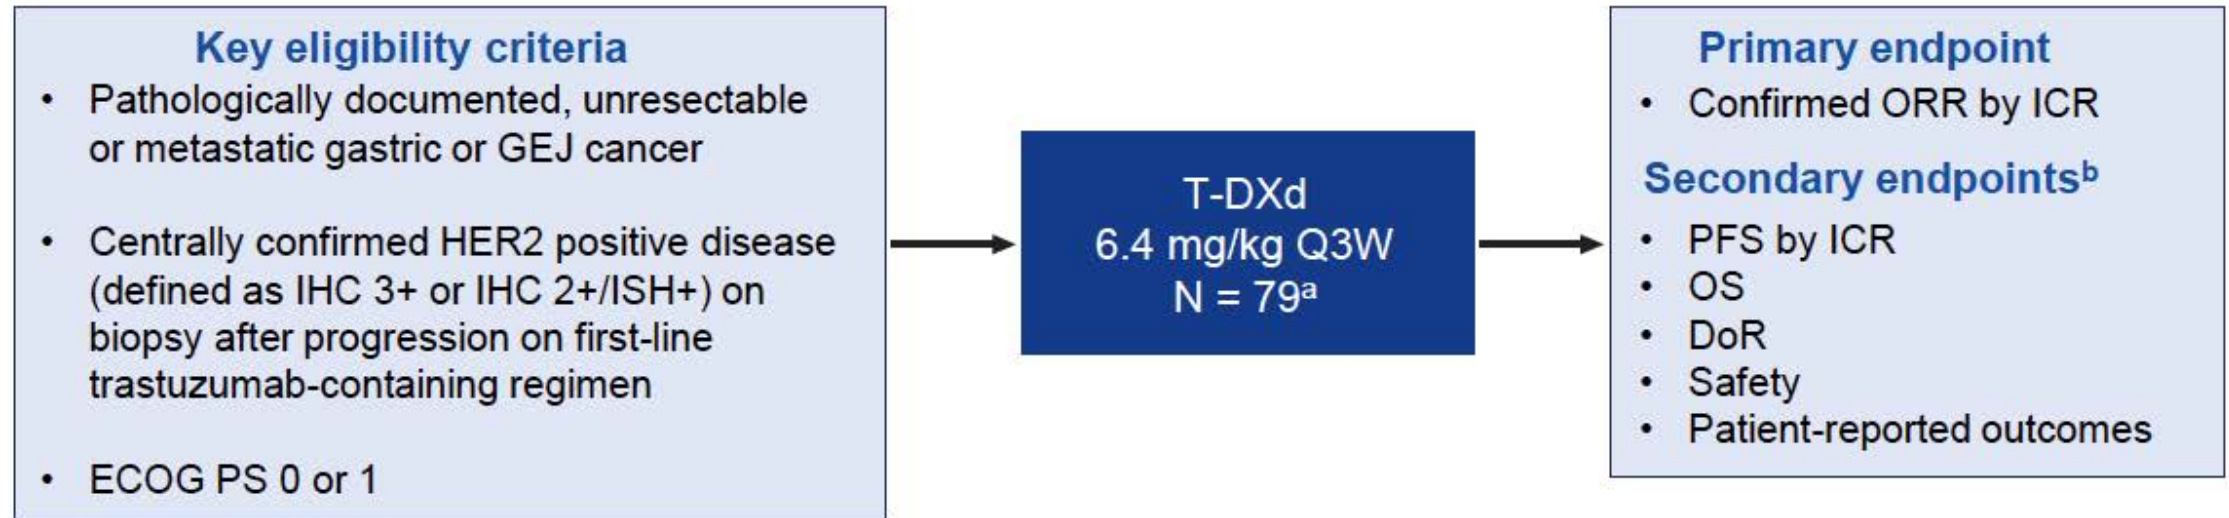 Key eligibility criteria
• Pathologically documented, unresectable
or metastatic gastric or GEJ cancer
• Centrally confirmed HER2 positive disease
(defined as IHC 3+ or IHC 2+/ISH+) on
biopsy after progression on first-line
trastuzumab-containing regimen
• ECOG PS 0 or 1
T-DXd
6.4 mg/kg Q3W
N = 79ᵃ
Primary endpoint
• Confirmed ORR by ICR
Secondary endpointsᵇ
• PFS by ICR
• OS
• DoR
• Safety
• Patient-reported outcomes